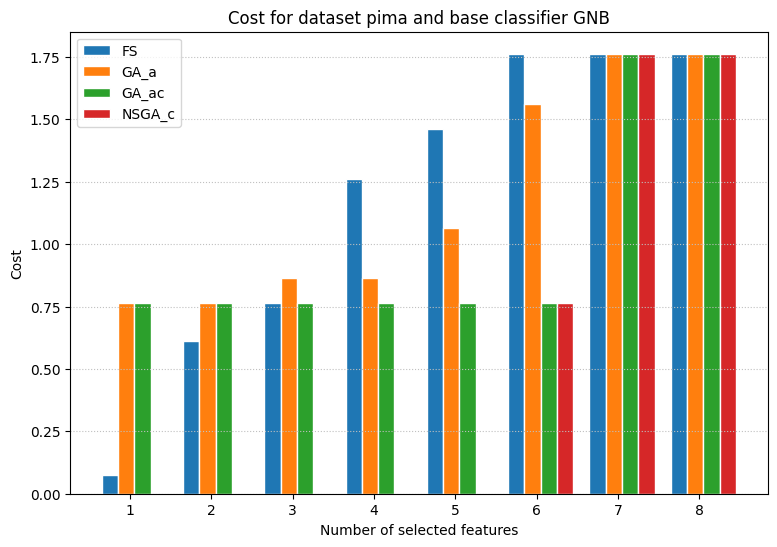 Cost for dataset pima and base classifier GNB
FS
GA_a
GA_ac
NSGA_c
Cost
1.75
1.50
1.25
1.00
0.75
0.50
0.25
0.00
1 2 3 4 5 6 7 8
Number of selected features